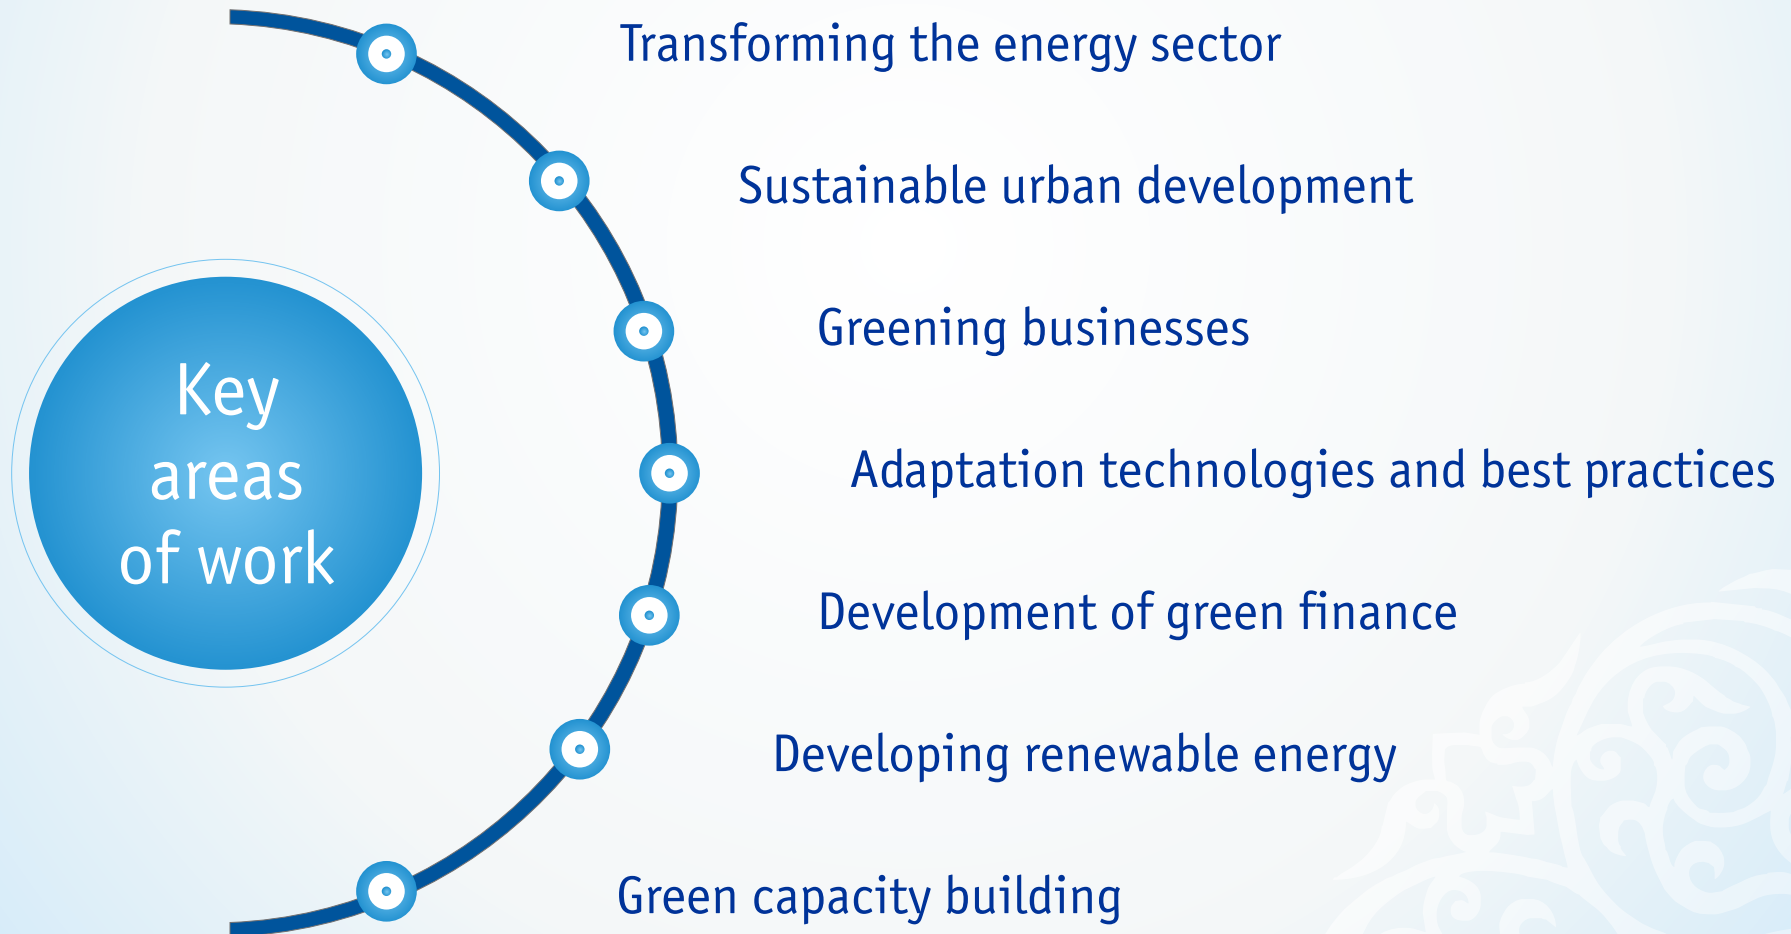 Transforming the energy sector
Sustainable urban development
Greening businesses
Key
areas
of work
Adaptation technologies and best practices
Development of green finance
Developing renewable energy
Green capacity building